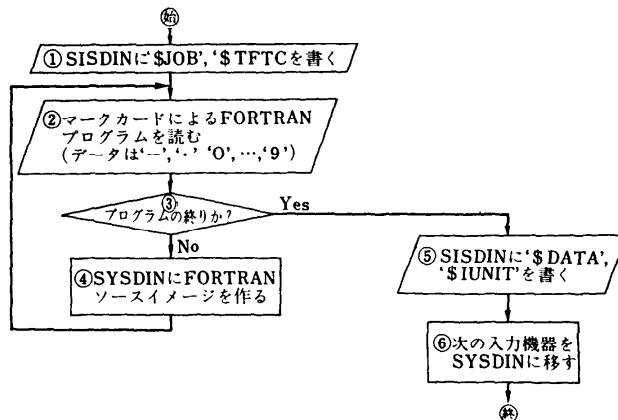 始
①SISDINに'$JOB', '$TFTCを書く
②マークカードによるFORTRAN
プログラムを読む
(データは'—','·' 'O',…,'9')
③
プログラムの終りか?
Yes
No
④SYSDINにFORTRAN
ソースイメージを作る
⑤SISDINに'$DATA',
'$IUNIT'を書く
⑥次の入力機器を
SYSDINに移す
終